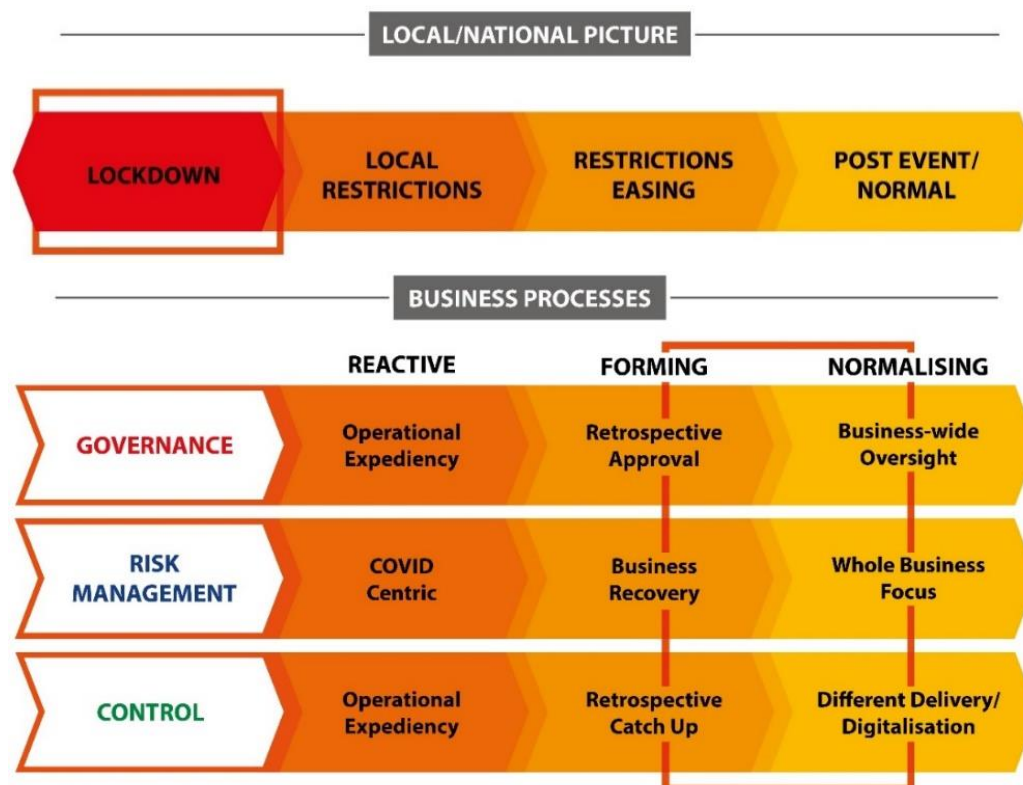 LOCAL/NATIONAL PICTURE
LOCKDOWN
LOCAL
RESTRICTIONS
RESTRICTIONS
EASING
POST EVENT/
NORMAL
BUSINESS PROCESSES
REACTIVE
FORMING
NORMALISING
GOVERNANCE
Operational
Expediency
Retrospective
Approval
Business-wide
Oversight
RISK
MANAGEMENT
COVID
Centric
Business
Recovery
Whole Business
Focus
CONTROL
Operational
Expediency
Retrospective
Catch Up
Different Delivery/
Digitalisation